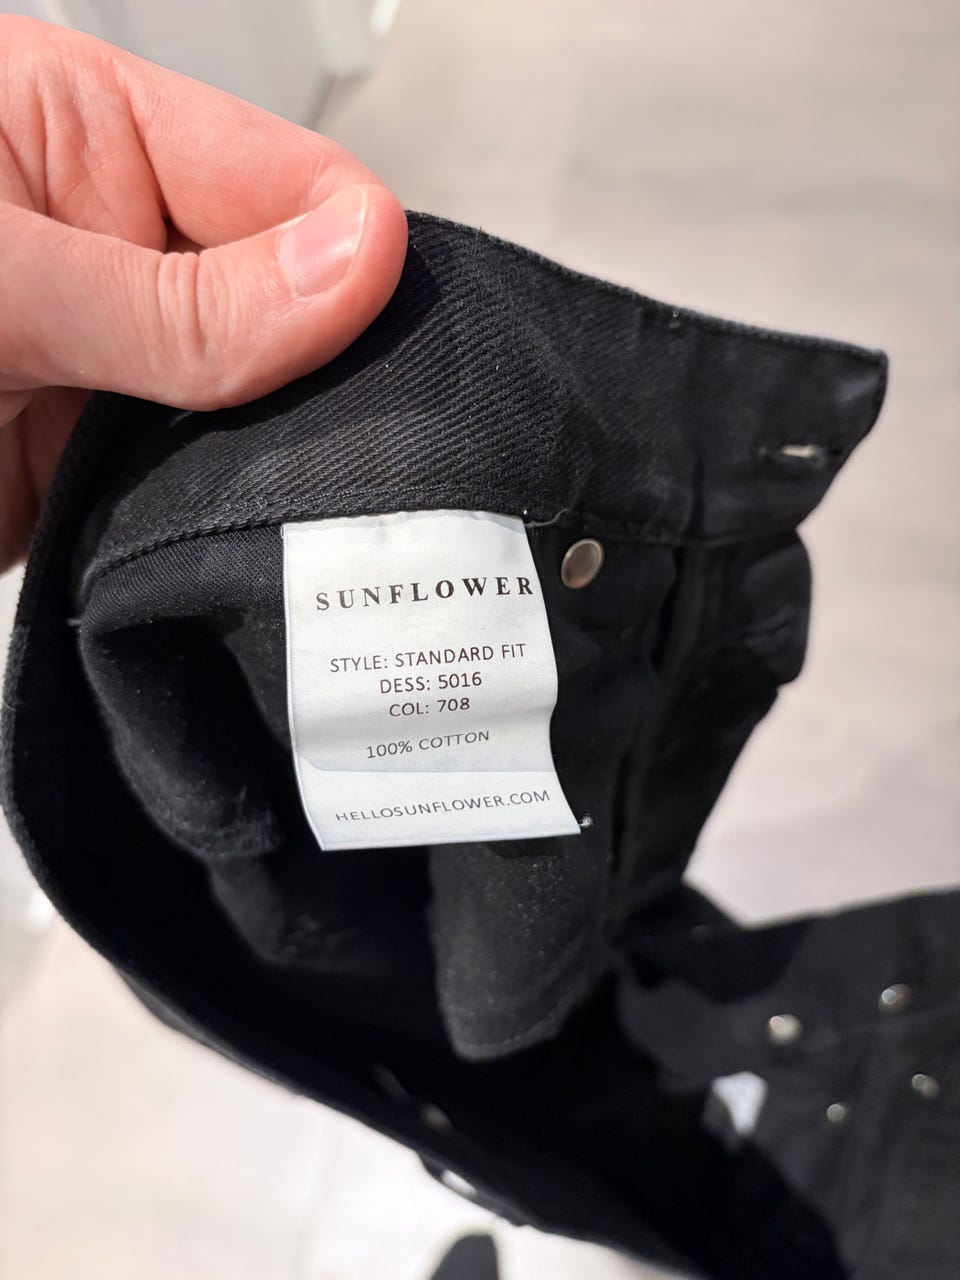 SUNFLOWER
STYLE: STANDARD FIT
DESS: 5016
COL: 708
100% COTTON
HELLOSUNFLOWER.COM